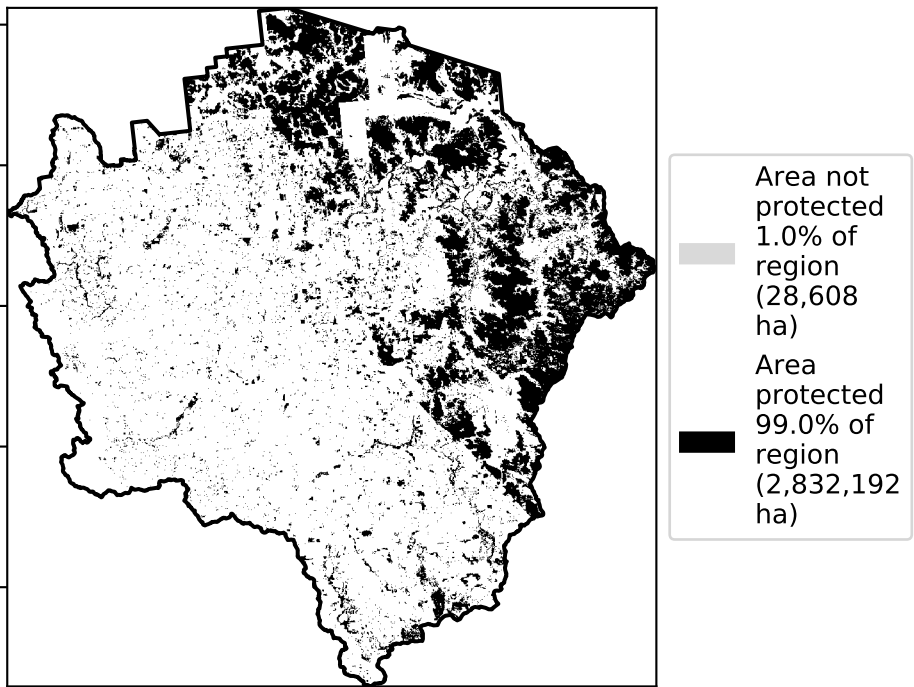 Area not
protected
1.0% of
region
(28,608
ha)
Area
protected
99.0% of
region
(2,832,192
ha)